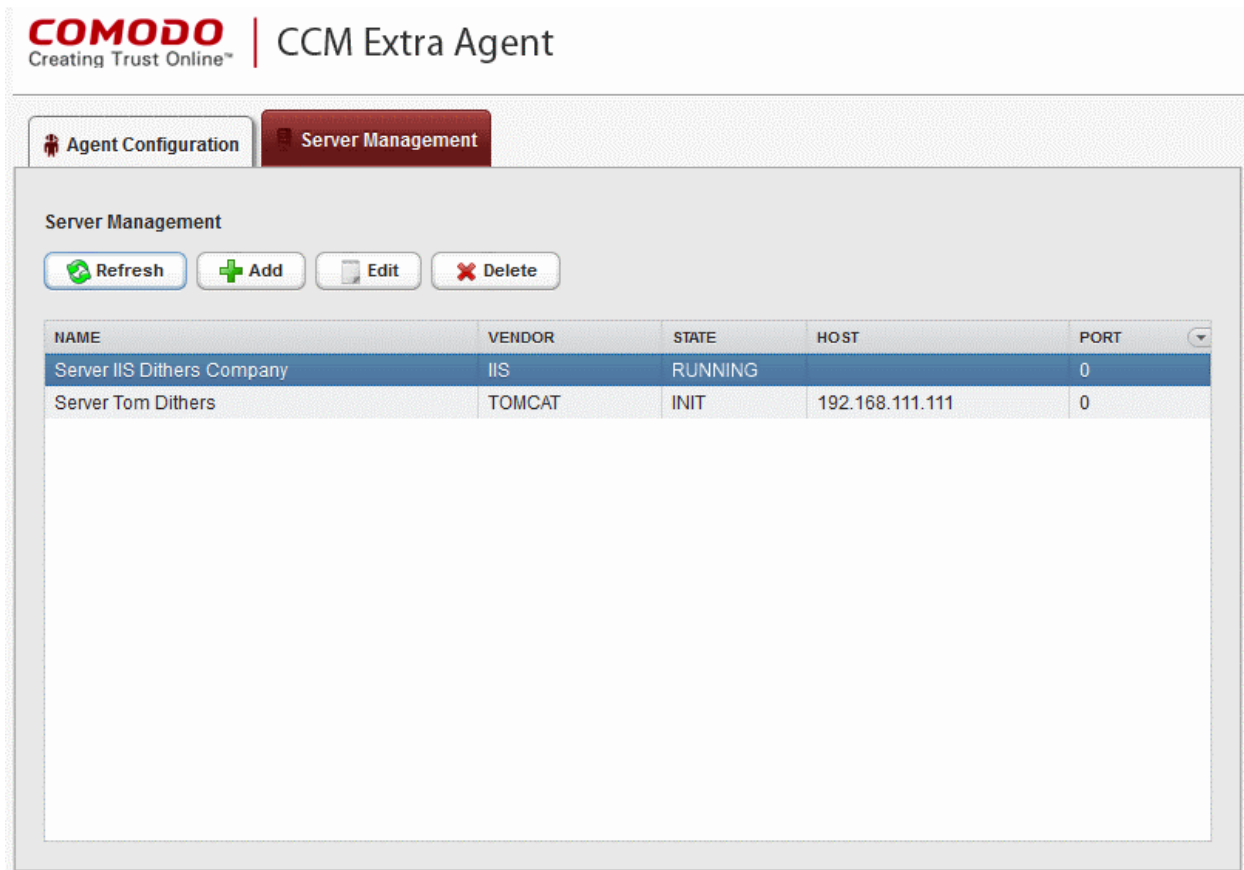 COMODO
Creating Trust Online™
CCM Extra Agent
Agent Configuration
Server Management
Server Management
Refresh
Add
Edit
Delete
NAME VENDOR STATE HOST PORT
Server IIS Dithers Company IIS RUNNING 0
Server Tom Dithers TOMCAT INIT 192.168.111.111 0